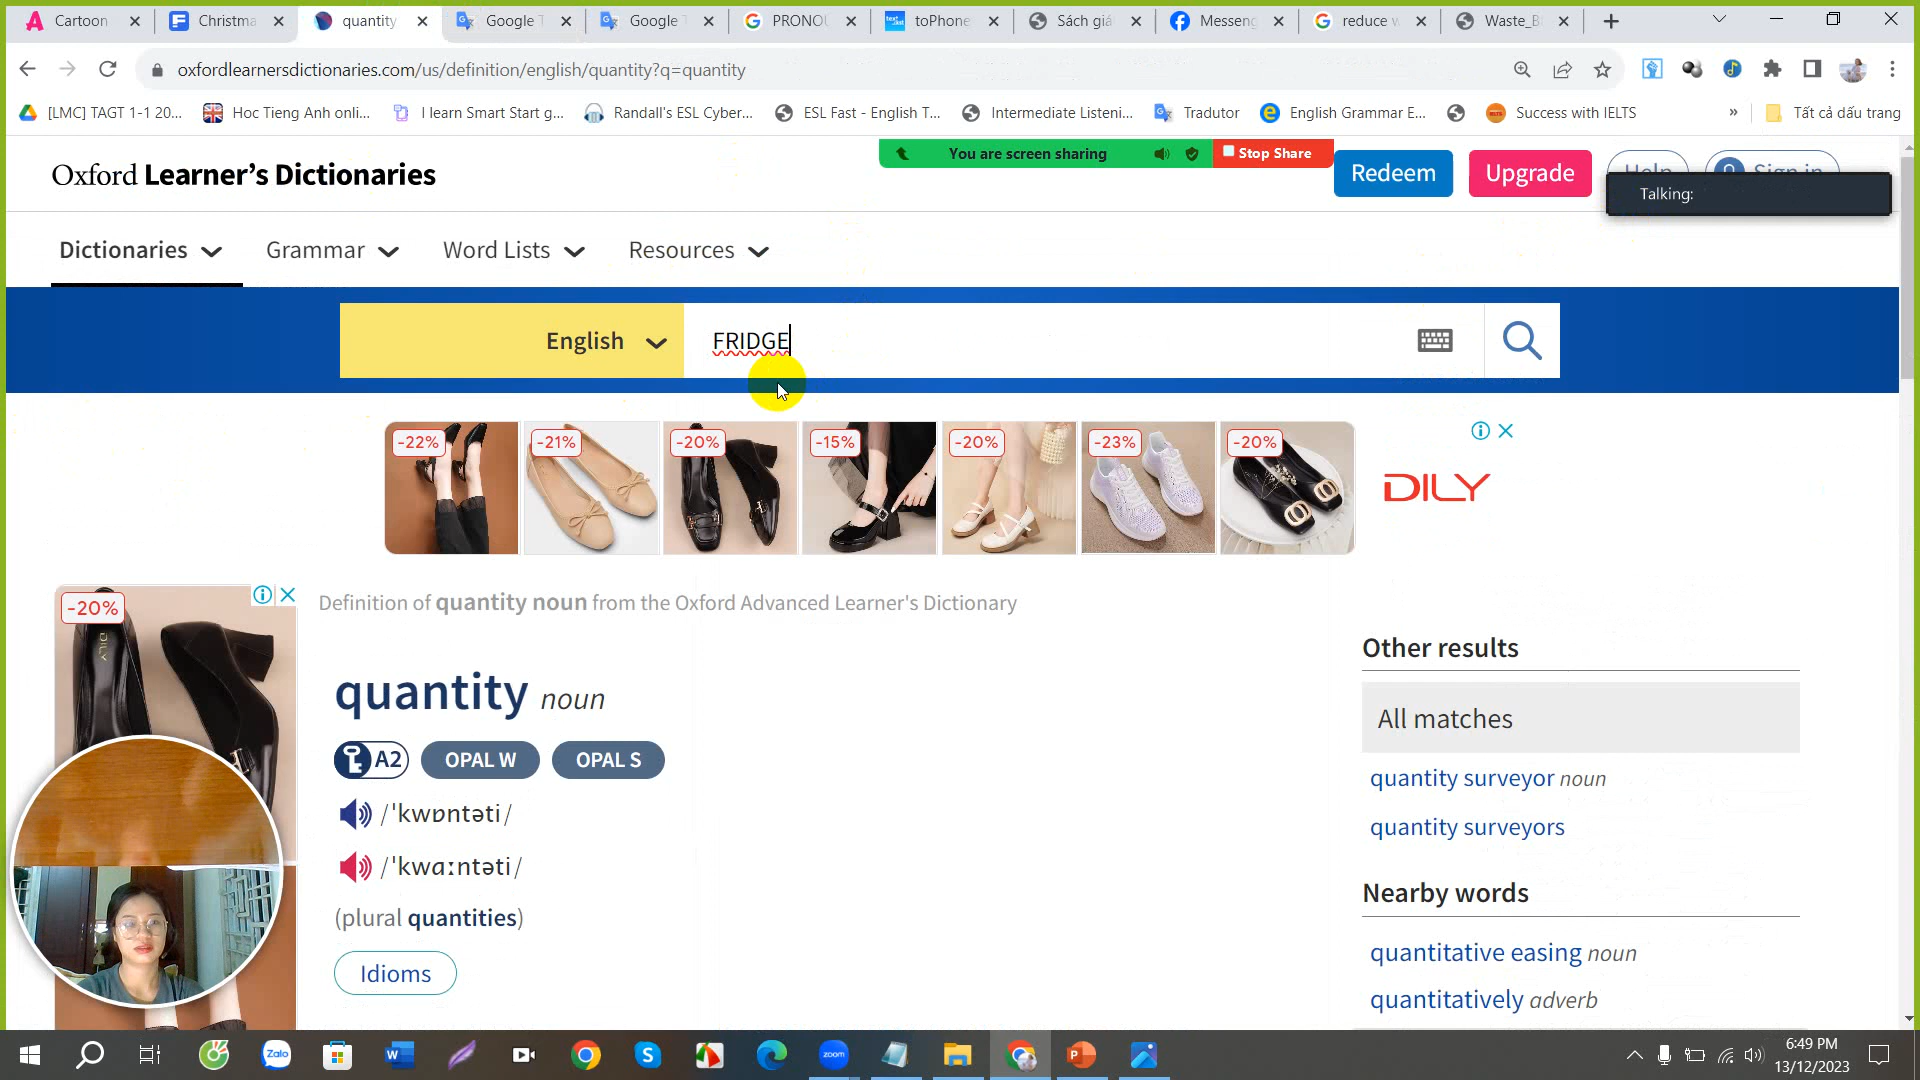 Cartoon
Christma
quantity
Google T
Google T
PRONOU
toPhone
Sách giá
Messeng
reduce w
Waste_B
oxfordlearnersdictionaries.com/us/definition/english/quantity?q=quantity
[LMC] TAGT 1-1 20...
Hoc Tieng Anh onli...
I learn Smart Start g...
Randall's ESL Cyber...
ESL Fast - English T...
Intermediate Listeni...
Tradutor
English Grammar E...
Success with IELTS
»
Tất cả dấu trang
You are screen sharing
Stop Share
Oxford Learner's Dictionaries
Redeem
Upgrade
Help
Sign in
Talking:
Dictionaries
Grammar
Word Lists
Resources
English
FRIDGE
-22%
-21%
-20%
-15%
-20%
-23%
-20%
DILY
-20%
DILY
Definition of quantity noun from the Oxford Advanced Learner's Dictionary
quantity noun
A2
OPAL W
OPAL S
/ˈkwɒntəti/
/ˈkwɑːntəti/
(plural quantities)
Idioms
Other results
All matches
quantity surveyor noun
quantity surveyors
Nearby words
quantitative easing noun
quantitatively adverb
Zalo
zoom
6:49 PM
13/12/2023